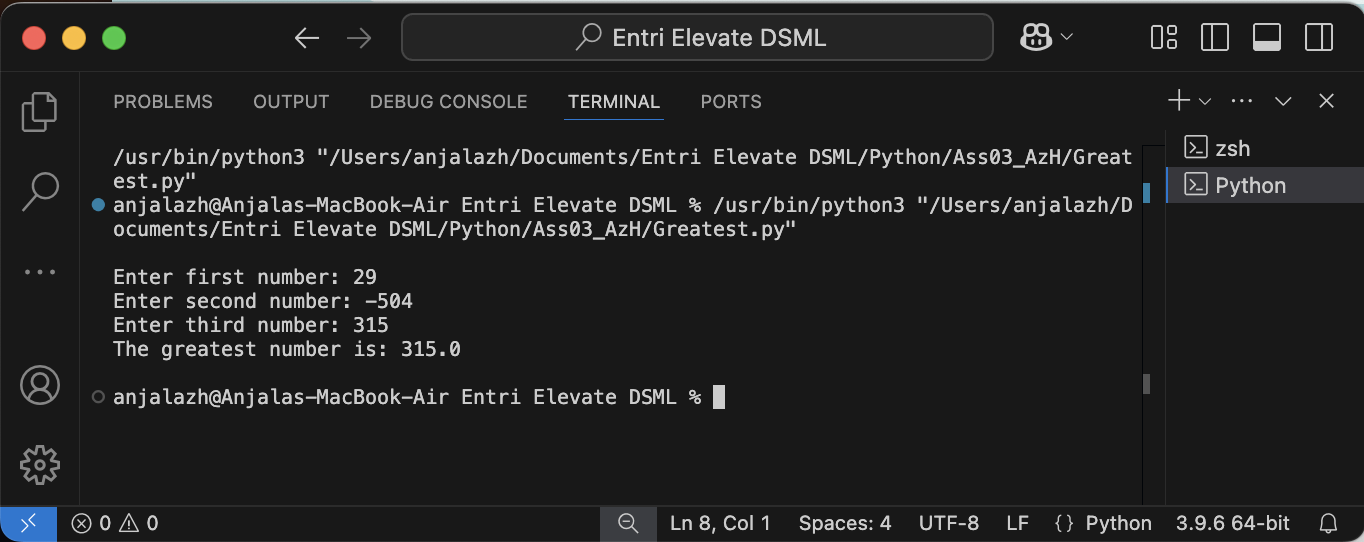 Entri Elevate DSML
PROBLEMS OUTPUT DEBUG CONSOLE TERMINAL PORTS
/usr/bin/python3 "/Users/anjalazh/Documents/Entri Elevate DSML/Python/Ass03_AzH/Great
est.py"
anjalazh@Anjalas-MacBook-Air Entri Elevate DSML % /usr/bin/python3 "/Users/anjalazh/D
ocuments/Entri Elevate DSML/Python/Ass03_AzH/Greatest.py"
Enter first number: 29
Enter second number: -504
Enter third number: 315
The greatest number is: 315.0
anjalazh@Anjalas-MacBook-Air Entri Elevate DSML %
zsh
Python
0 0 Ln 8, Col 1 Spaces: 4 UTF-8 LF {} Python 3.9.6 64-bit